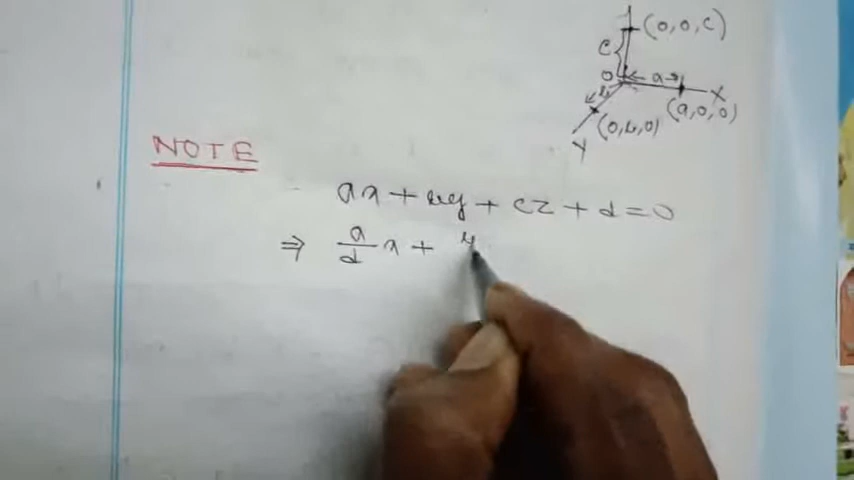 (0,0,c)
c
O a X
b (a,0,0)
(0,b,0)
Y
NOTE
ax + by + cz + d = 0
⇒ a/d x + b